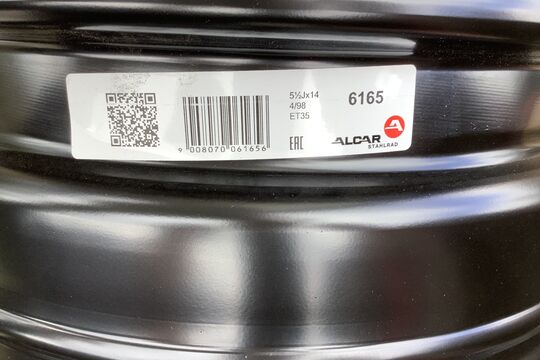 5½Jx14
4/98
ET35
6165
9 008070 061656
EAC
ALCAR
STAHLRAD